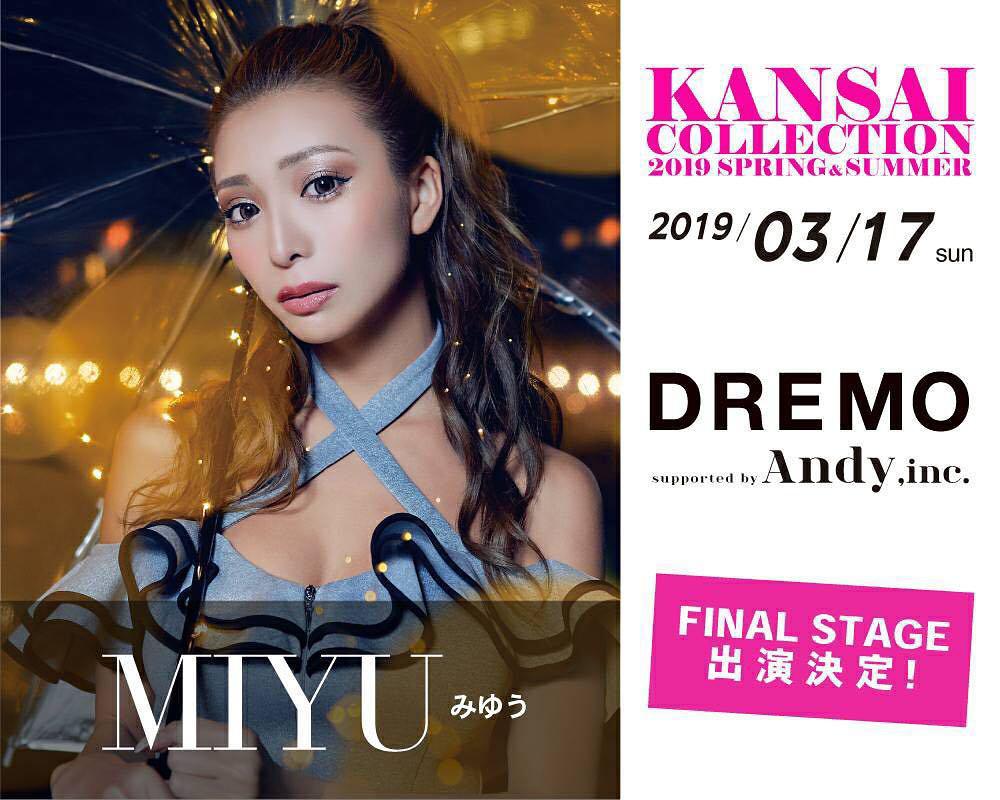 KANSAI
COLLECTION
2019 SPRING&SUMMER
2019/03/17 sun
DREMO
supported by Andy,inc.
FINAL STAGE
出演決定!
MIYU みゆう